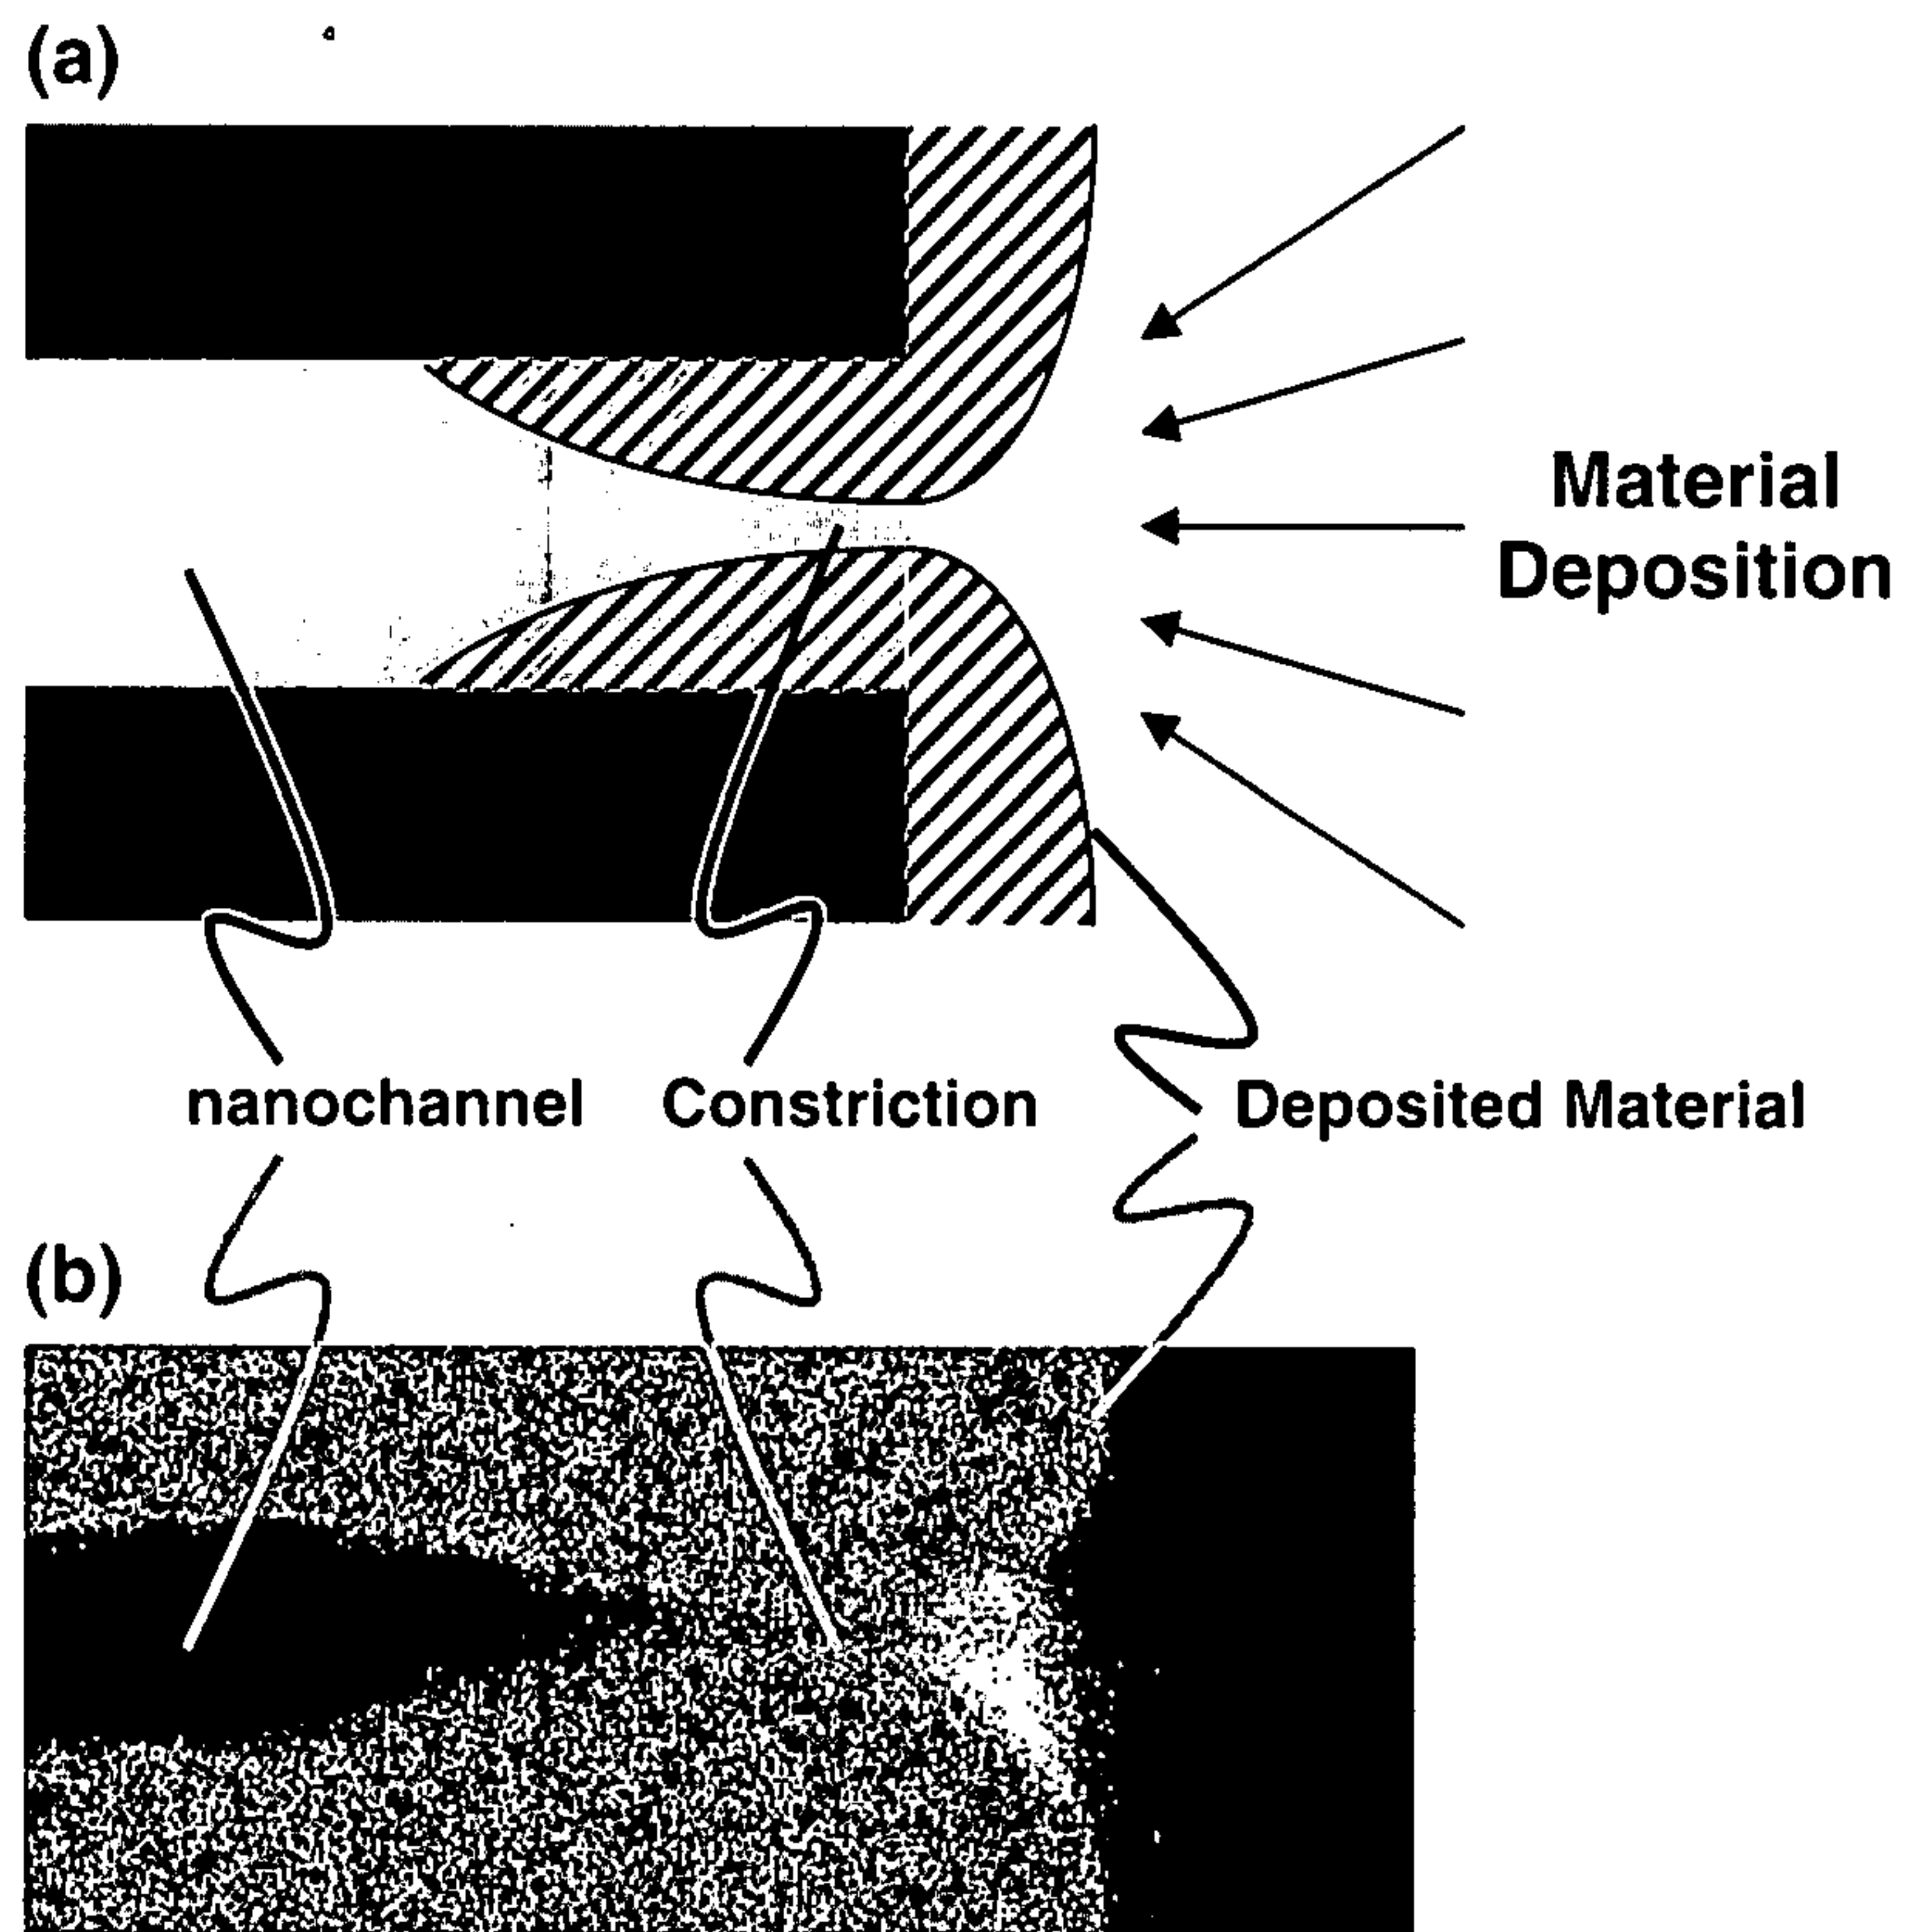 (a)
Material
Deposition
nanochannel Constriction Deposited Material
(b)